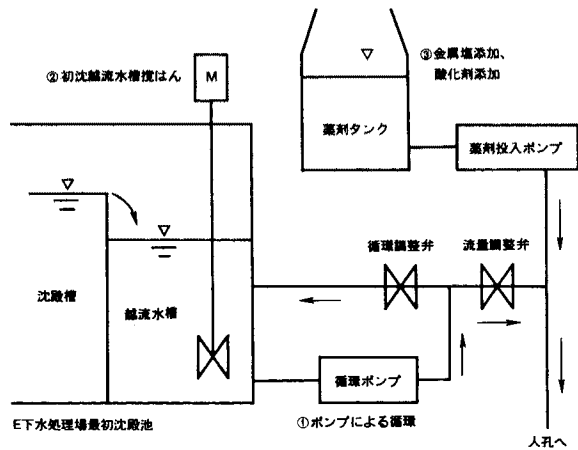 ②初沈越流水槽撹はん
M
③金属塩添加、
酸化剤添加
薬剤タンク
薬剤投入ポンプ
循環調整弁
流量調整弁
沈殿槽
越流水槽
循環ポンプ
①ポンプによる循環
E下水処理場最初沈殿池
人孔へ